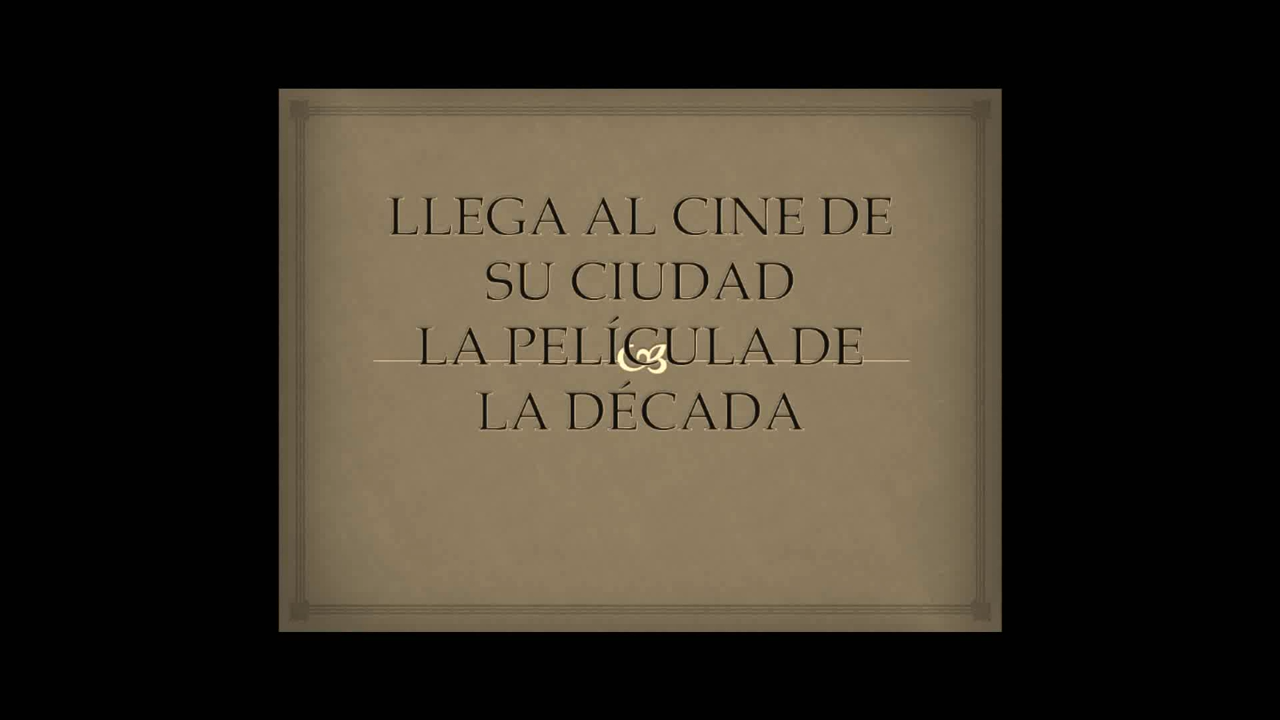 LLEGA AL CINE DE
SU CIUDAD
LA PELÍCULA DE
LA DÉCADA